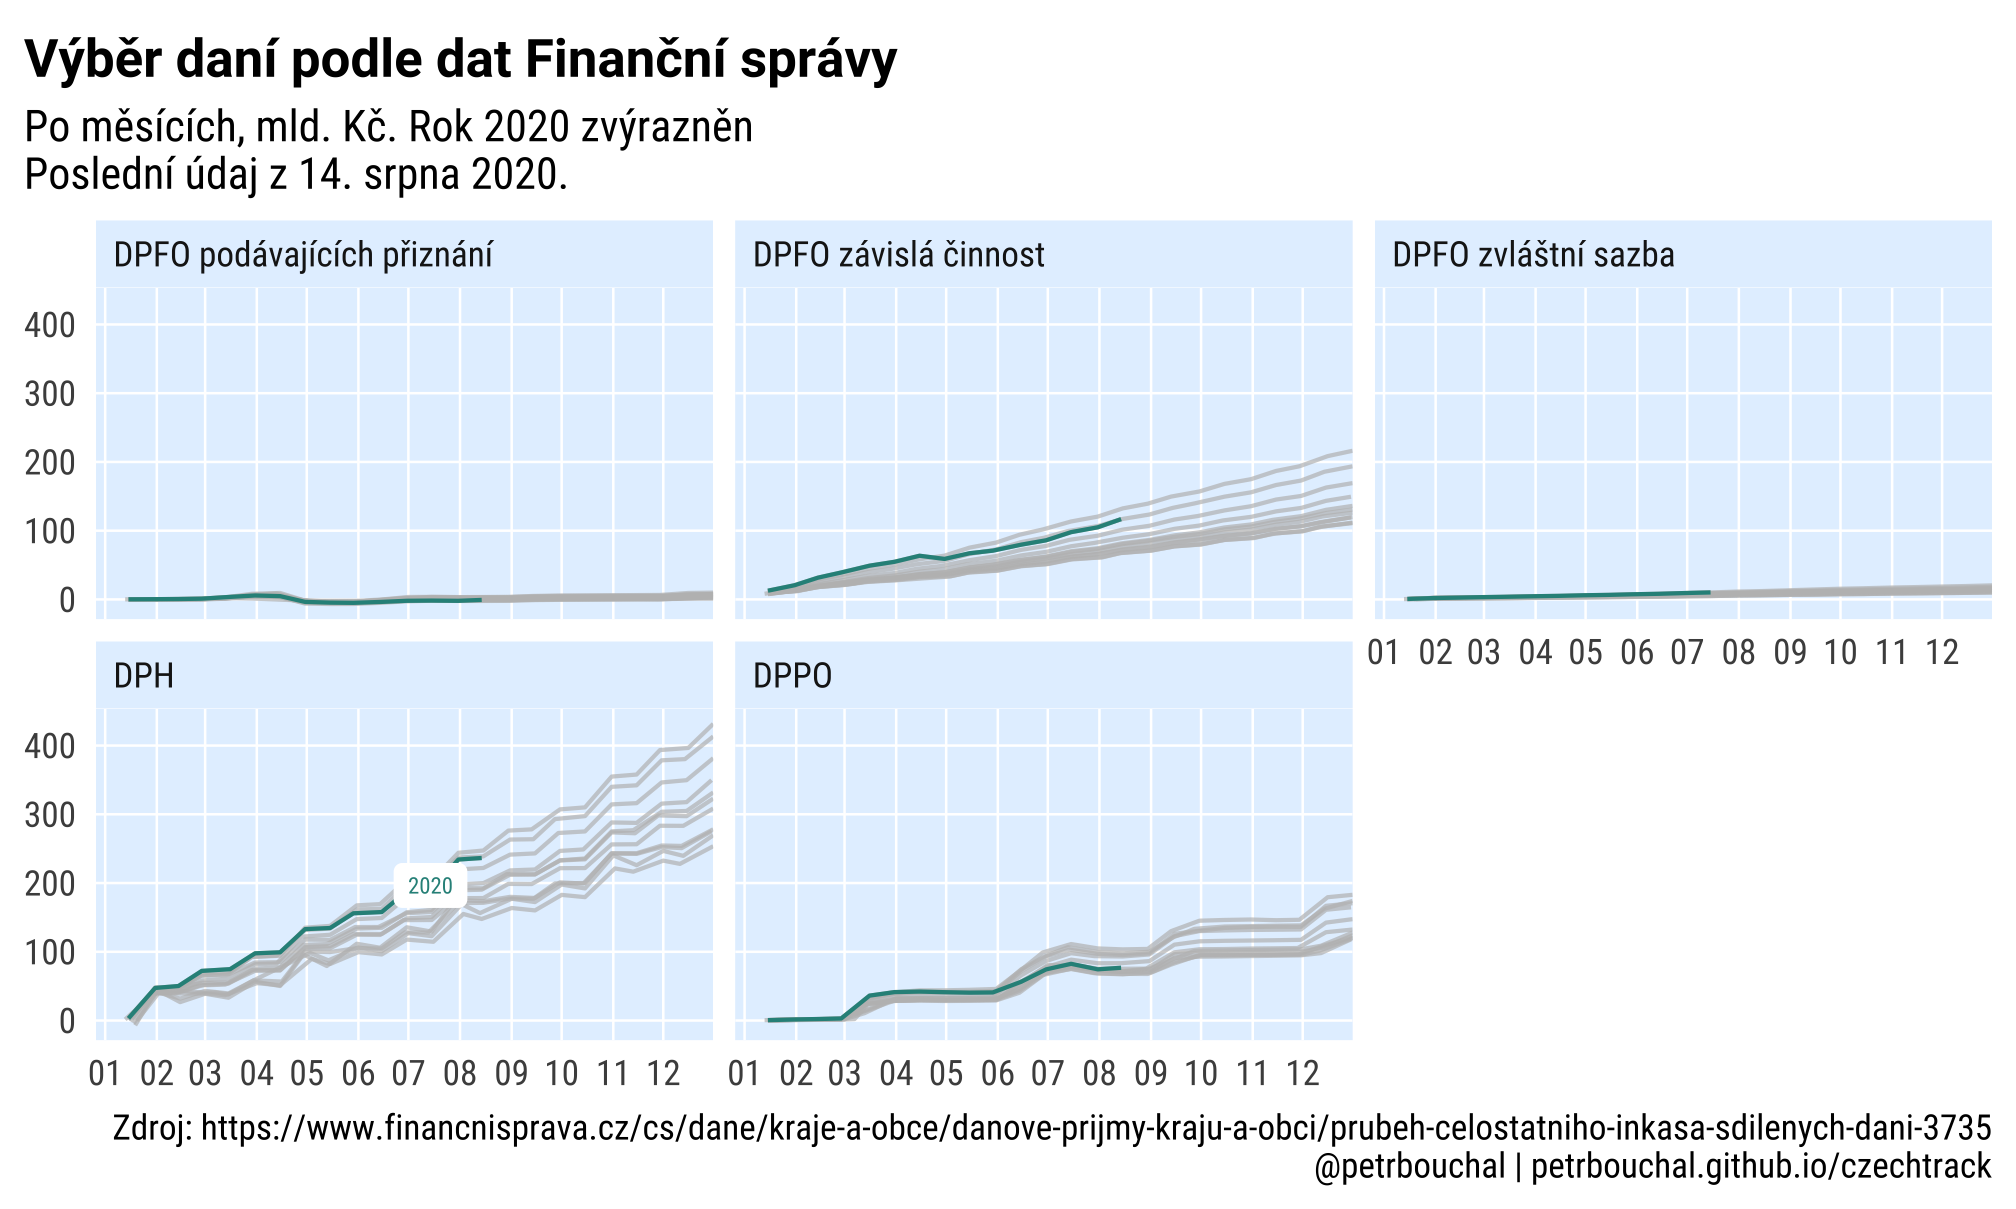 Výběr daní podle dat Finanční správy
Po měsících, mld. Kč. Rok 2020 zvýrazněn
Poslední údaj z 14. srpna 2020.
DPFO podávajících přiznání
DPFO závislá činnost
DPFO zvláštní sazba
400
300
200
100
0
01 02 03 04 05 06 07 08 09 10 11 12
DPH
DPPO
400
300
200
100
0
2020
01 02 03 04 05 06 07 08 09 10 11 12
01 02 03 04 05 06 07 08 09 10 11 12
Zdroj: https://www.financnisprava.cz/cs/dane/kraje-a-obce/danove-prijmy-kraju-a-obci/prubeh-celostatniho-inkasa-sdilenych-dani-3735
@petrbouchal | petrbouchal.github.io/czechtrack